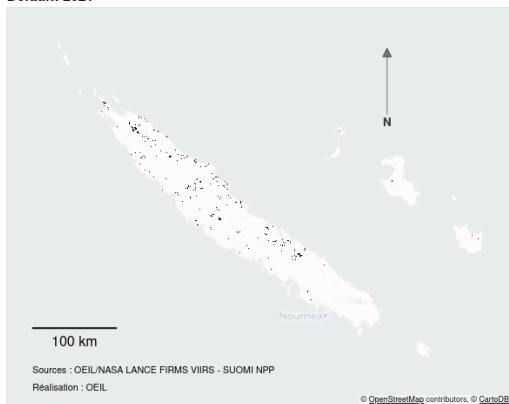 N
Nouméa
100 km
Sources : OEIL/NASA LANCE FIRMS VIIRS - SUOMI NPP
Réalisation : OEIL
© OpenStreetMap contributors, © CartoDB